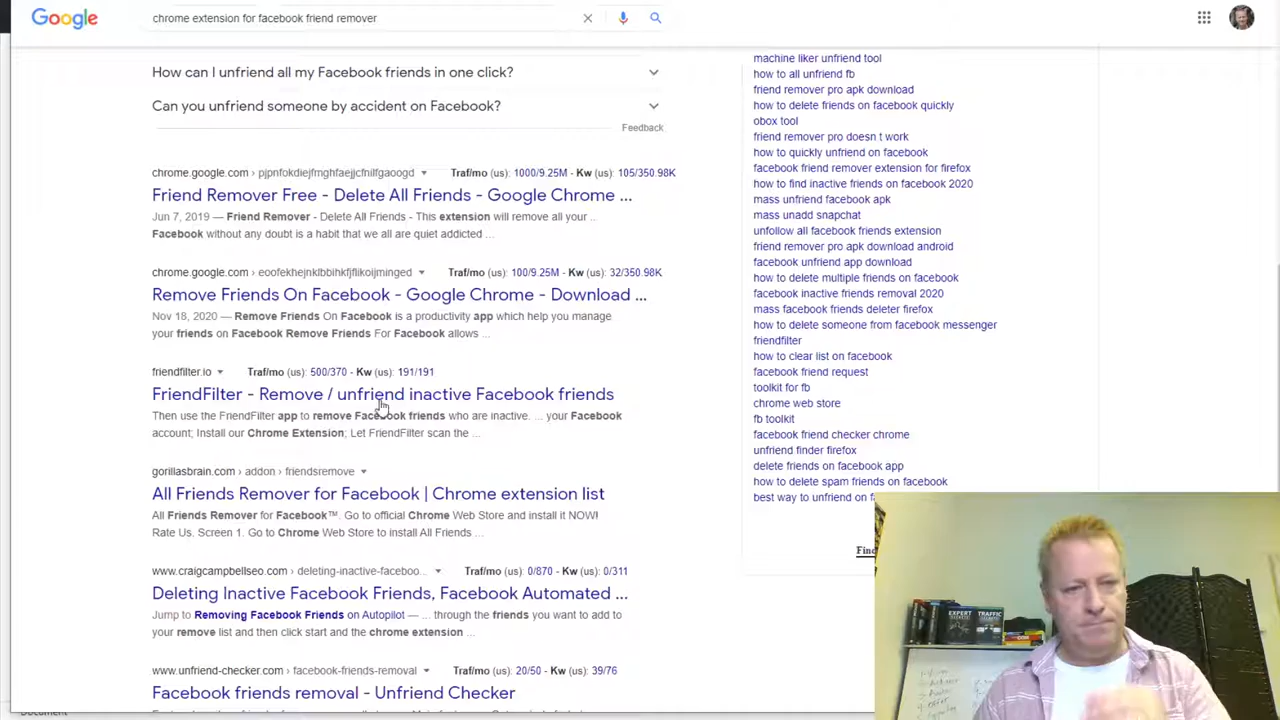 Google
chrome extension for facebook friend remover
How can I unfriend all my Facebook friends in one click?
Can you unfriend someone by accident on Facebook?
Feedback
chrome.google.com › pjpnfokdiejfmghfaejjcfnilfgaoogd Traf/mo (us): 1000/9.25M - Kw (us): 105/350.98K
Friend Remover Free - Delete All Friends - Google Chrome ...
Jun 7, 2019 — Friend Remover - Delete All Friends - This extension will remove all your ..
Facebook without any doubt is a habit that we all are quiet addicted ...
chrome.google.com › eoofekhejnklbbihkfjflikoijminged Traf/mo (us): 100/9.25M - Kw (us): 32/350.98K
Remove Friends On Facebook - Google Chrome - Download ...
Nov 18, 2020 — Remove Friends On Facebook is a productivity app which help you manage
your friends on Facebook Remove Friends For Facebook allows ...
friendfilter.io Traf/mo (us): 500/370 - Kw (us): 191/191
FriendFilter - Remove / unfriend inactive Facebook friends
Then use the FriendFilter app to remove Facebook friends who are inactive. ... your Facebook
account; Install our Chrome Extension; Let FriendFilter scan the ...
gorillasbrain.com › addon › friendsremove
All Friends Remover for Facebook | Chrome extension list
All Friends Remover for Facebook™. Go to official Chrome Web Store and install it NOW!
Rate Us. Screen 1. Go to Chrome Web Store to install All Friends ...
www.craigcampbellseo.com › deleting-inactive-faceboo... Traf/mo (us): 0/870 - Kw (us): 0/311
Deleting Inactive Facebook Friends, Facebook Automated ...
Jump to Removing Facebook Friends on Autopilot — ... through the friends you want to add to
your remove list and then click start and the chrome extension ...
www.unfriend-checker.com › facebook-friends-removal Traf/mo (us): 20/50 - Kw (us): 39/76
Facebook friends removal - Unfriend Checker
machine liker unfriend tool
how to all unfriend fb
friend remover pro apk download
how to delete friends on facebook quickly
obox tool
friend remover pro doesn t work
how to quickly unfriend on facebook
facebook friend remover extension for firefox
how to find inactive friends on facebook 2020
mass unfriend facebook apk
mass unadd snapchat
unfollow all facebook friends extension
friend remover pro apk download android
facebook unfriend app download
how to delete multiple friends on facebook
facebook inactive friends removal 2020
mass facebook friends deleter firefox
how to delete someone from facebook messenger
friendfilter
how to clear list on facebook
facebook friend request
toolkit for fb
chrome web store
fb toolkit
facebook friend checker chrome
unfriend finder firefox
delete friends on facebook app
how to delete spam friends on facebook
best way to unfriend on
EXPERT
TRAFFIC